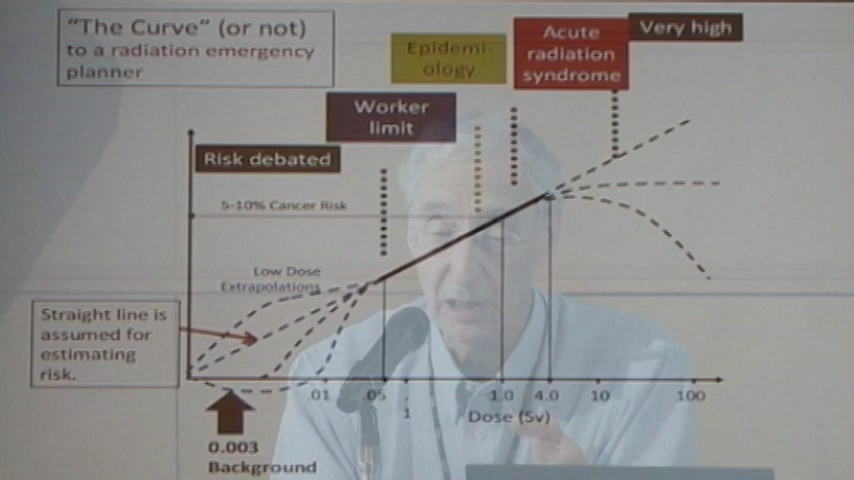 "The Curve" (or not)
to a radiation emergency
planner
Epidemi-
ology
Acute
radiation
syndrome
Very high
Worker
limit
Risk debated
5-10% Cancer Risk
Low Dose
Extrapolations
Straight line is
assumed for
estimating
risk.
.01 .05 .1 1.0 4.0 10 100
Dose (Sv)
0.003
Background